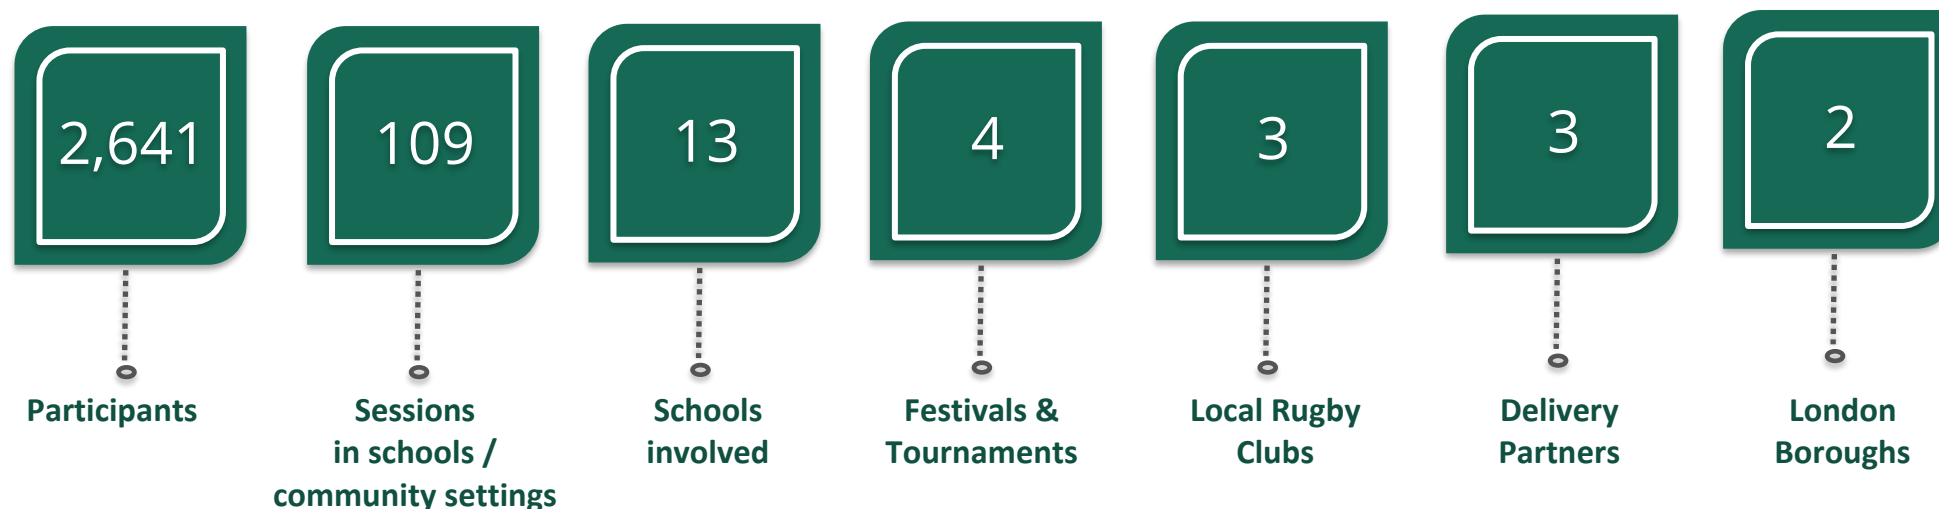 2,641
109
13
4
3
3
2
Participants
Sessions
in schools /
community settings
Schools
involved
Festivals &
Tournaments
Local Rugby
Clubs
Delivery
Partners
London
Boroughs